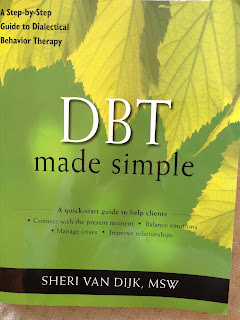 A Step-by-Step
Guide to Dialectical
Behavior Therapy
DBT
made simple
A quick-start guide to help clients
• Connect with the present moment • Balance emotions
• Manage crises • Improve relationships
SHERI VAN DIJK, MSW